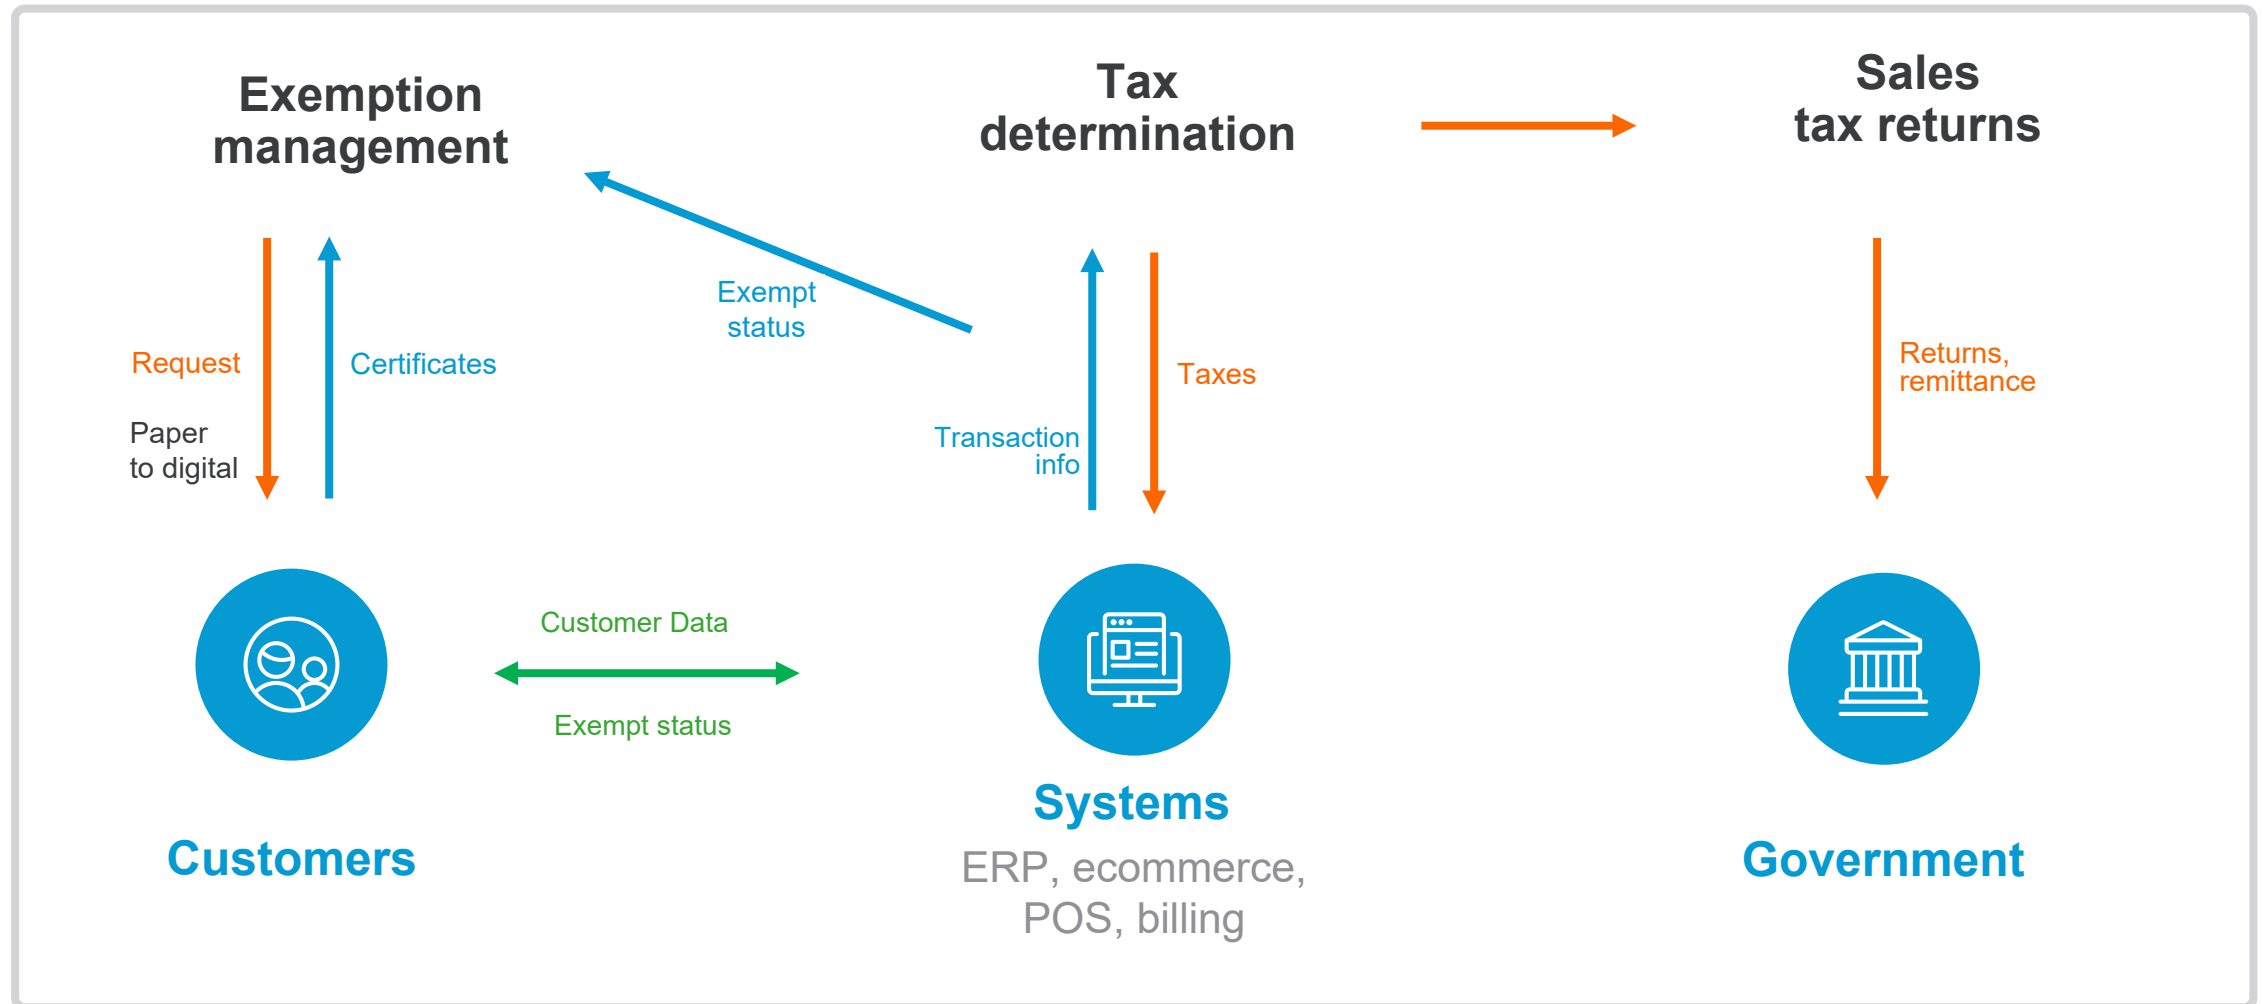 Exemption
management
Tax
determination
Sales
tax returns
Exempt
status
Request
Certificates
Paper
to digital
Transaction
info
Taxes
Returns,
remittance
Customer Data
Exempt status
Customers
Systems
ERP, ecommerce,
POS, billing
Government